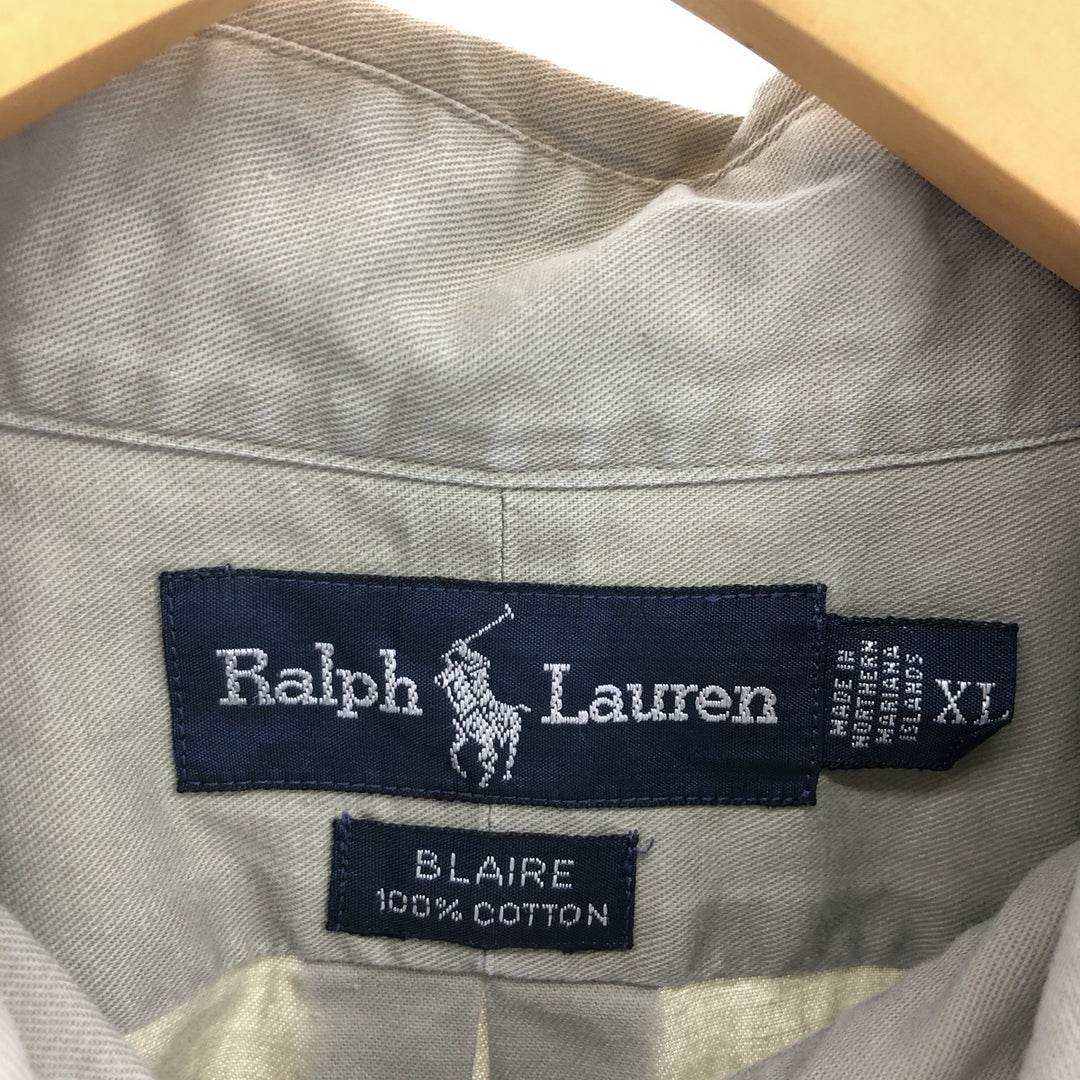 Ralph Lauren
MADE IN
NORTHERN
MARIANA
ISLANDS
XL
BLAIRE
100% COTTON